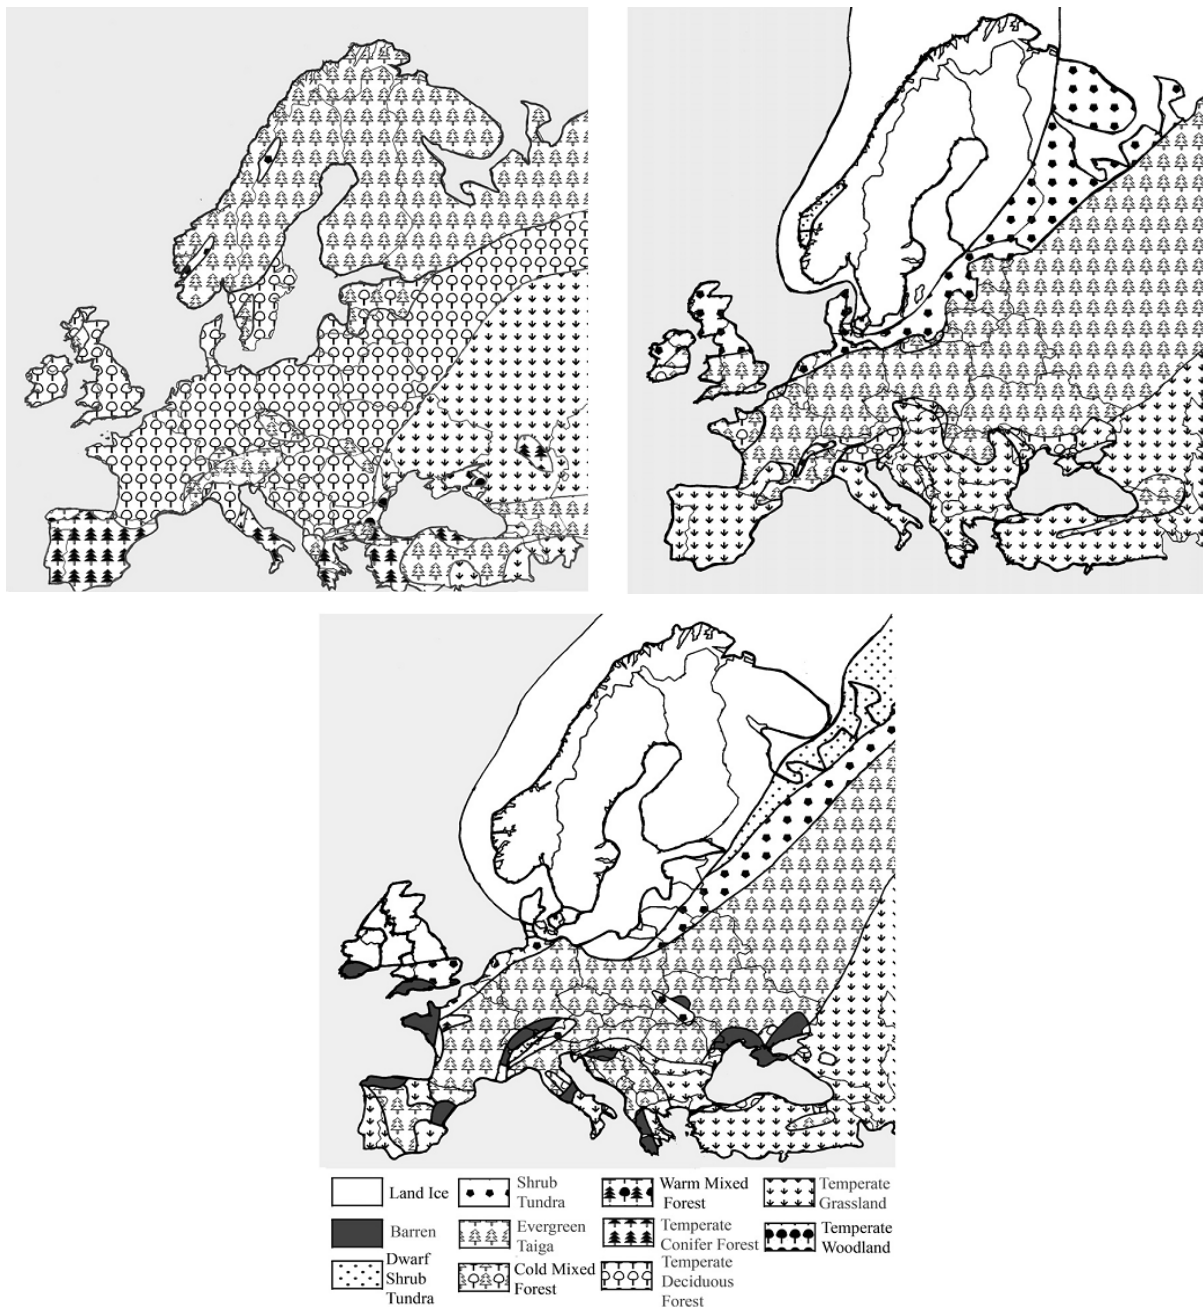 Land Ice
Shrub
Tundra
Warm Mixed
Forest
Temperate
Grassland
Barren
Evergreen
Taiga
Temperate
Conifer Forest
Temperate
Woodland
Dwarf
Shrub
Tundra
Cold Mixed
Forest
Temperate
Deciduous
Forest